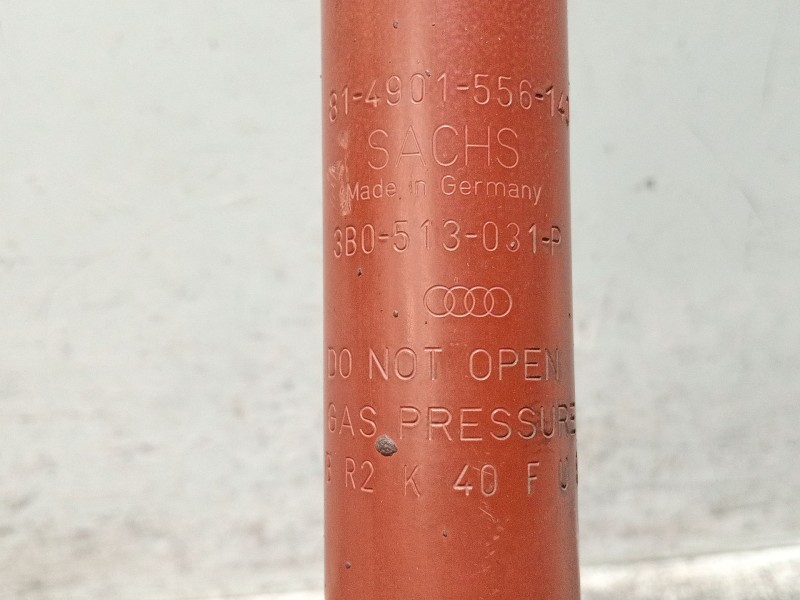 81-4901-556-14
SACHS
Made in Germany
3B0-513-031-P
DO NOT OPEN
GAS PRESSURE
R2 K 40 F U